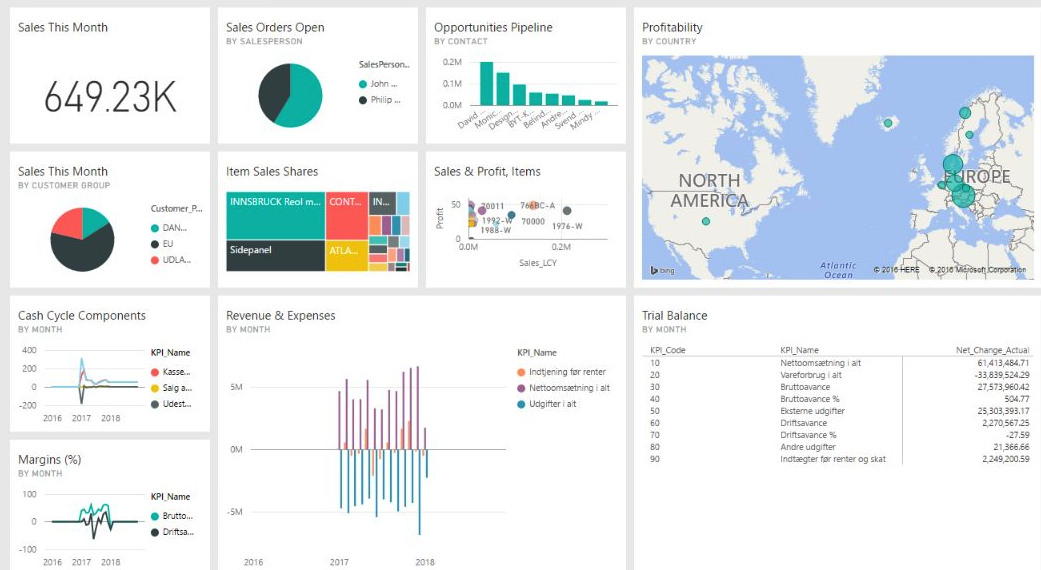 Sales This Month
649.23K
Sales Orders Open
BY SALESPERSON
SalesPerson...
John ...
Philip ...
Opportunities Pipeline
BY CONTACT
0.2M
0.1M
0.0M
David ...
Monic...
Design...
BYT-K...
Belind...
Andre...
Svend ...
Mindy ...
Profitability
BY COUNTRY
NORTH
AMERICA
EUROPE
Atlantic
Ocean
bing
© 2016 HERE © 2016 Microsoft Corporation
Sales This Month
BY CUSTOMER GROUP
Customer_P...
DAN...
EU
UDLA...
Item Sales Shares
INNSBRUCK Reol m...
CONT...
IN...
Sidepanel
ATLA...
Sales & Profit, Items
Profit
50
0
70011
766BC-A
1992-W
70000
1976-W
1988-W
0.0M
0.2M
Sales_LCY
Cash Cycle Components
BY MONTH
400
200
0
-200
2016 2017 2018
KPI_Name
Kasse...
Salg a...
Udest...
Revenue & Expenses
BY MONTH
5M
0M
-5M
2016 2017 2018
KPI_Name
Indtjening før renter
Nettoomsætning i alt
Udgifter i alt
Trial Balance
BY MONTH
KPI_Code KPI_Name Net_Change_Actual
10 Nettoomsætning i alt 61,413,484.71
20 Vareforbrug i alt -33,839,524.29
30 Bruttoavance 27,573,960.42
40 Bruttoavance % 504.77
50 Eksterne udgifter 25,303,393.17
60 Driftsavance 2,270,567.25
70 Driftsavance % -27.59
80 Andre udgifter 21,366.66
90 Indtægter før renter og skat 2,249,200.59
Margins (%)
BY MONTH
100
0
-100
2016 2017 2018
KPI_Name
Brutto...
Driftsa...